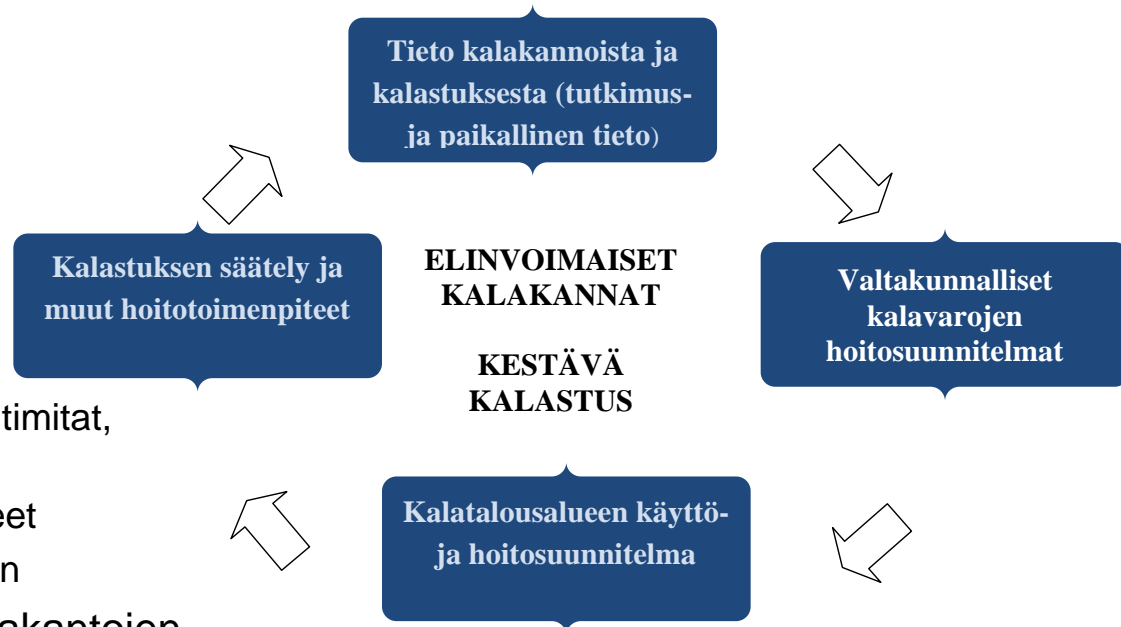 Tieto kalakannoista ja
kalastuksesta (tutkimus-
ja paikallinen tieto)
Kalastuksen säätely ja
muut hoitotoimenpiteet
ELINVOIMAISET
KALAKANNAT
KESTÄVÄ
KALASTUS
Valtakunnalliset
kalavarojen
hoitosuunnitelmat
Kalatalousalueen käyttö-
ja hoitosuunnitelma
timitat,
eet
n
akantojen